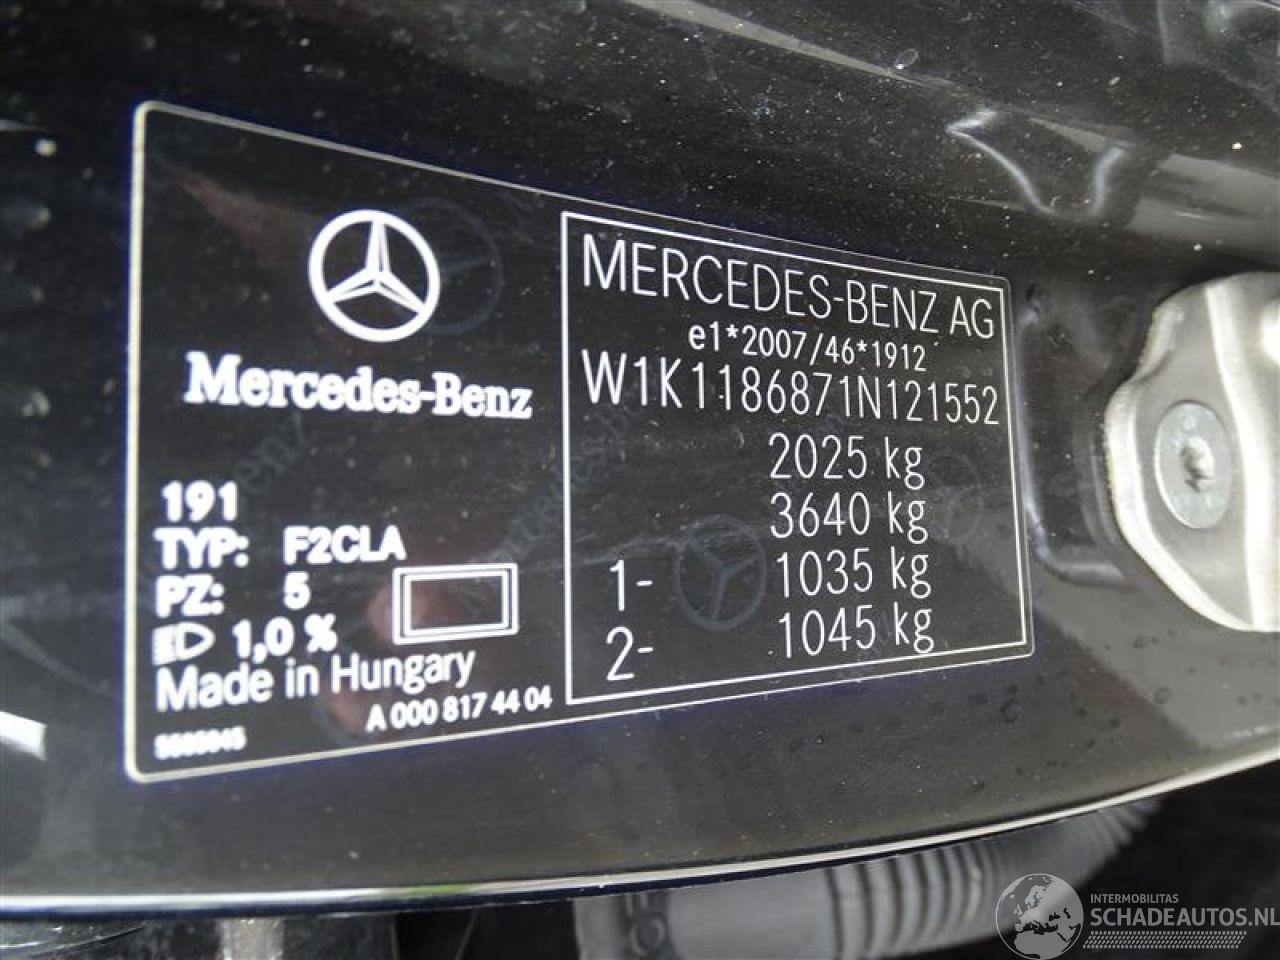 Mercedes-Benz
191
TYP: F2CLA
PZ: 5
1,0 %
Made in Hungary
A 000 817 44 04
MERCEDES-BENZ AG
e1*2007/46*1912
W1K1186871N121552
2025 kg
3640 kg
1- 1035 kg
2- 1045 kg
INTERMOBILITAS
SCHADEAUTOS.NL